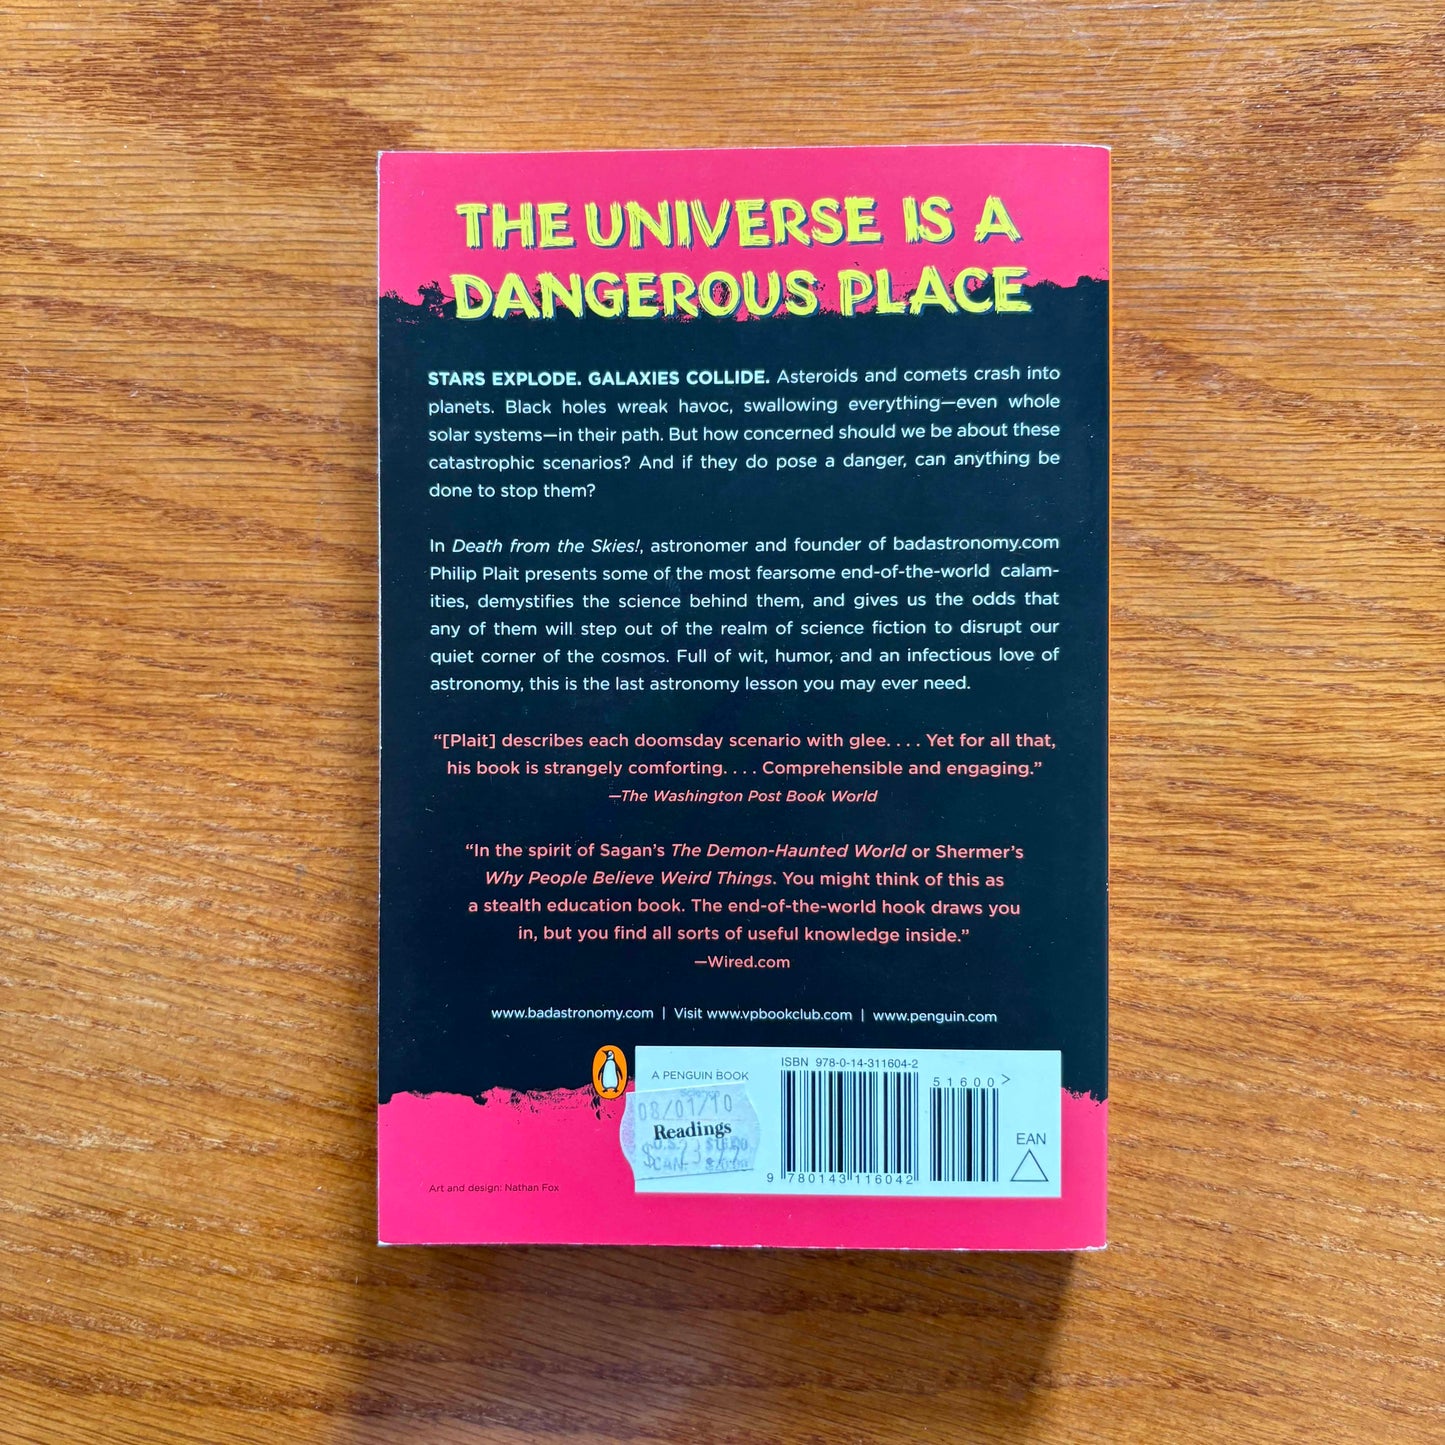 THE UNIVERSE IS A
DANGEROUS PLACE
STARS EXPLODE. GALAXIES COLLIDE. Asteroids and comets crash into
planets. Black holes wreak havoc, swallowing everything—even whole
solar systems—in their path. But how concerned should we be about these
catastrophic scenarios? And if they do pose a danger, can anything be
done to stop them?
In Death from the Skies!, astronomer and founder of badastronomy.com
Philip Plait presents some of the most fearsome end-of-the-world calam-
ities, demystifies the science behind them, and gives us the odds that
any of them will step out of the realm of science fiction to disrupt our
quiet corner of the cosmos. Full of wit, humor, and an infectious love of
astronomy, this is the last astronomy lesson you may ever need.
“[Plait] describes each doomsday scenario with glee. . . . Yet for all that,
his book is strangely comforting. . . . Comprehensible and engaging.”
—The Washington Post Book World
“In the spirit of Sagan’s The Demon-Haunted World or Shermer’s
Why People Believe Weird Things. You might think of this as
a stealth education book. The end-of-the-world hook draws you
in, but you find all sorts of useful knowledge inside.”
—Wired.com
www.badastronomy.com | Visit www.vpbookclub.com | www.penguin.com
A PENGUIN BOOK
ISBN 978-0-14-311604-2
51600>
08/01/10
Readings
EAN
9 780143 116042
Art and design: Nathan Fox